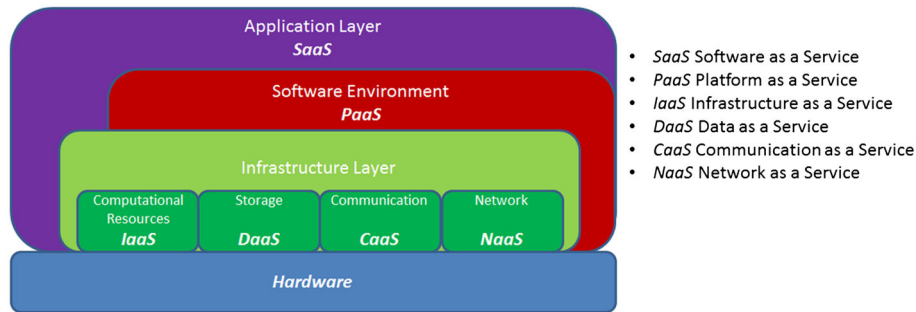 Application Layer
SaaS
Software Environment
PaaS
Infrastructure Layer
Computational
Resources
IaaS
Storage
DaaS
Communication
CaaS
Network
NaaS
Hardware
• SaaS Software as a Service
• PaaS Platform as a Service
• IaaS Infrastructure as a Service
• DaaS Data as a Service
• CaaS Communication as a Service
• NaaS Network as a Service